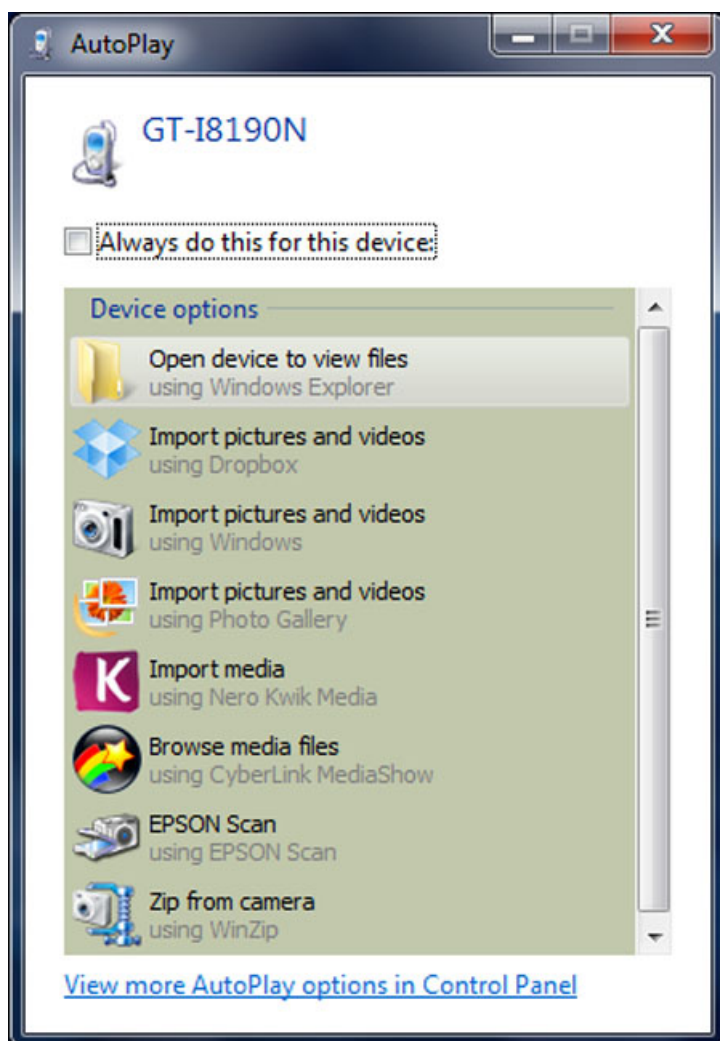 AutoPlay
GT-I8190N
Always do this for this device:
Device options
Open device to view files
using Windows Explorer
Import pictures and videos
using Dropbox
Import pictures and videos
using Windows
Import pictures and videos
using Photo Gallery
K
Import media
using Nero Kwik Media
Browse media files
using CyberLink MediaShow
EPSON Scan
using EPSON Scan
Zip from camera
using WinZip
View more AutoPlay options in Control Panel